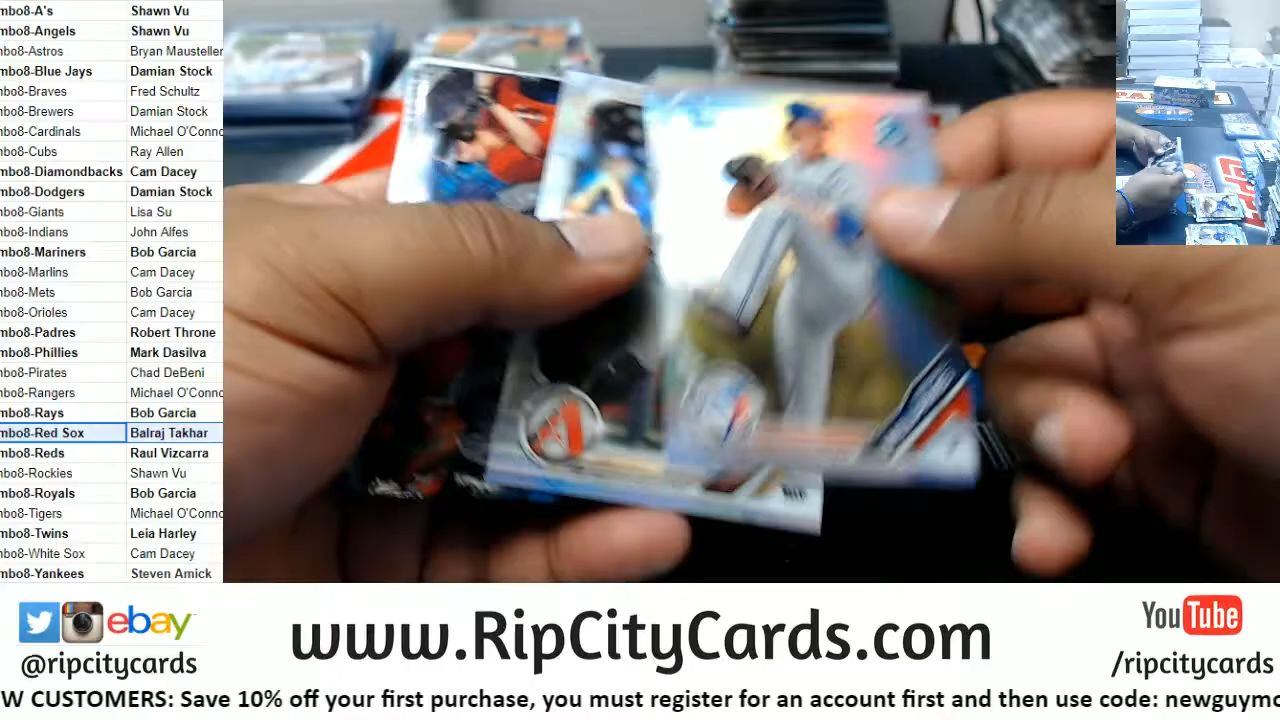 mbo8-A's Shawn Vu
mbo8-Angels Shawn Vu
mbo8-Astros Bryan Mausteller
mbo8-Blue Jays Damian Stock
mbo8-Braves Fred Schultz
mbo8-Brewers Damian Stock
mbo8-Cardinals Michael O'Conno
mbo8-Cubs Ray Allen
mbo8-Diamondbacks Cam Dacey
mbo8-Dodgers Damian Stock
mbo8-Giants Lisa Su
mbo8-Indians John Alfes
mbo8-Mariners Bob Garcia
mbo8-Marlins Cam Dacey
mbo8-Mets Bob Garcia
mbo8-Orioles Cam Dacey
mbo8-Padres Robert Throne
mbo8-Phillies Mark Dasilva
mbo8-Pirates Chad DeBeni
mbo8-Rangers Michael O'Conno
mbo8-Rays Bob Garcia
mbo8-Red Sox Balraj Takhar
mbo8-Reds Raul Vizcarra
mbo8-Rockies Shawn Vu
mbo8-Royals Bob Garcia
mbo8-Tigers Michael O'Conno
mbo8-Twins Leia Harley
mbo8-White Sox Cam Dacey
mbo8-Yankees Steven Amick
ebay
@ripcitycards
www.RipCityCards.com
YouTube
/ripcitycards
W CUSTOMERS: Save 10% off your first purchase, you must register for an account first and then use code: newguymo